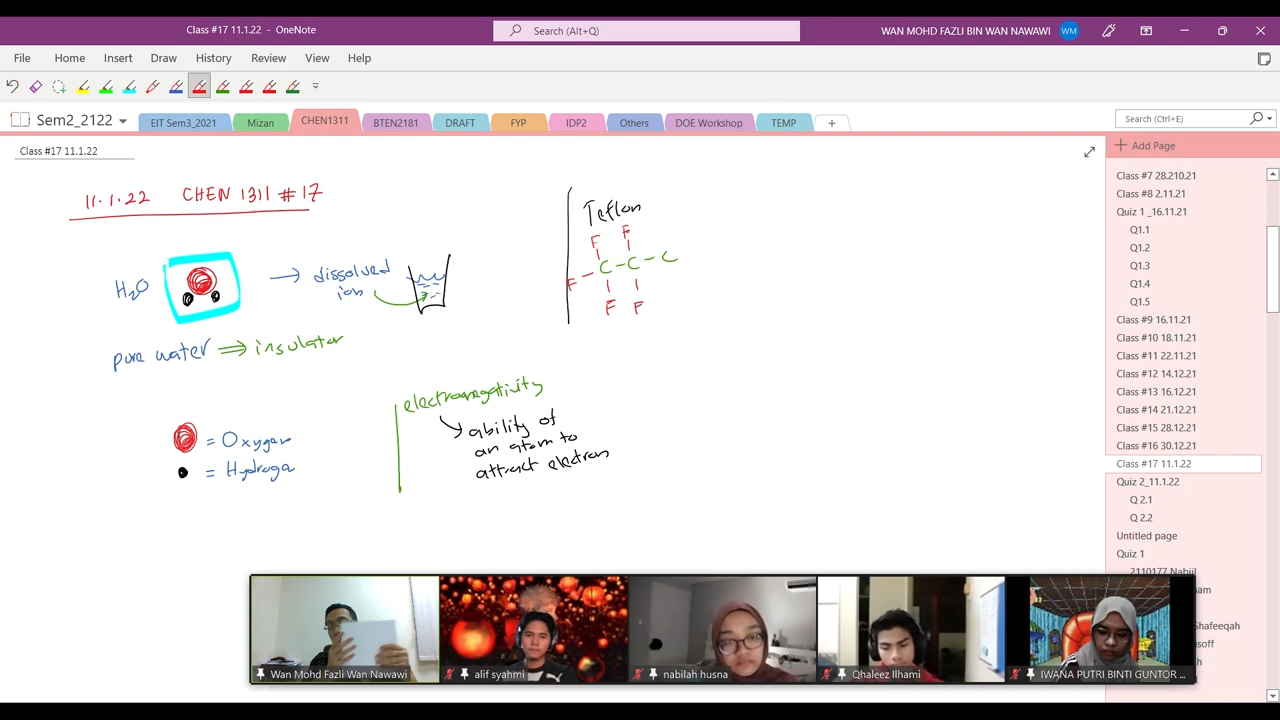 Class #17 11.1.22 - OneNote
Search (Alt+Q)
WAN MOHD FAZLI BIN WAN NAWAWI WM
File Home Insert Draw History Review View Help
Sem2_2122
EIT Sem3_2021 Mizan CHEN1311 BTEN2181 DRAFT FYP IDP2 Others DOE Workshop TEMP +
Search (Ctrl+E)
Class #17 11.1.22
Add Page
11.1.22 CHEN 1311 #17
H2O
→ dissolved
ion
pure water ⇒ insulator
= Oxygen
= Hydroga
electronegativity
ability of
an atom to
attract electron
Teflon
F F
F - C - C - C
F F
Class #7 28.210.21
Class #8 2.11.21
Quiz 1 _16.11.21
Q1.1
Q1.2
Q1.3
Q1.4
Q1.5
Class #9 16.11.21
Class #10 18.11.21
Class #11 22.11.21
Class #12 14.12.21
Class #13 16.12.21
Class #14 21.12.21
Class #15 28.12.21
Class #16 30.12.21
Class #17 11.1.22
Quiz 2_11.1.22
Q 2.1
Q 2.2
Untitled page
Quiz 1
2110177 Nabiil
Shafeeqah
Wan Mohd Fazli Wan Nawawi
alif syahmi
nabilah husna
Qhaleez Ilhami
IWANA PUTRI BINTI GUNTOR ...